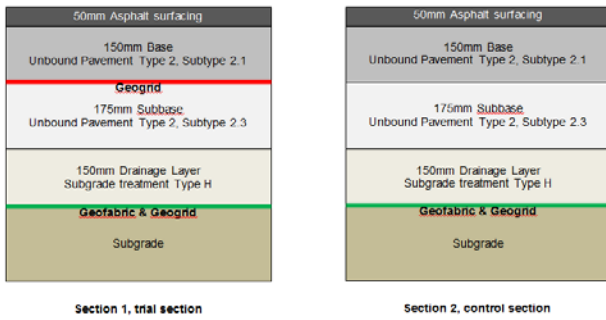 50mm Asphalt surfacing
150mm Base
Unbound Pavement Type 2, Subtype 2.1
Geogrid
175mm Subbase
Unbound Pavement Type 2, Subtype 2.3
150mm Drainage Layer
Subgrade treatment Type H
Geofabric & Geogrid
Subgrade
Section 1, trial section
50mm Asphalt surfacing
150mm Base
Unbound Pavement Type 2, Subtype 2.1
175mm Subbase
Unbound Pavement Type 2, Subtype 2.3
150mm Drainage Layer
Subgrade treatment Type H
Geofabric & Geogrid
Subgrade
Section 2, control section